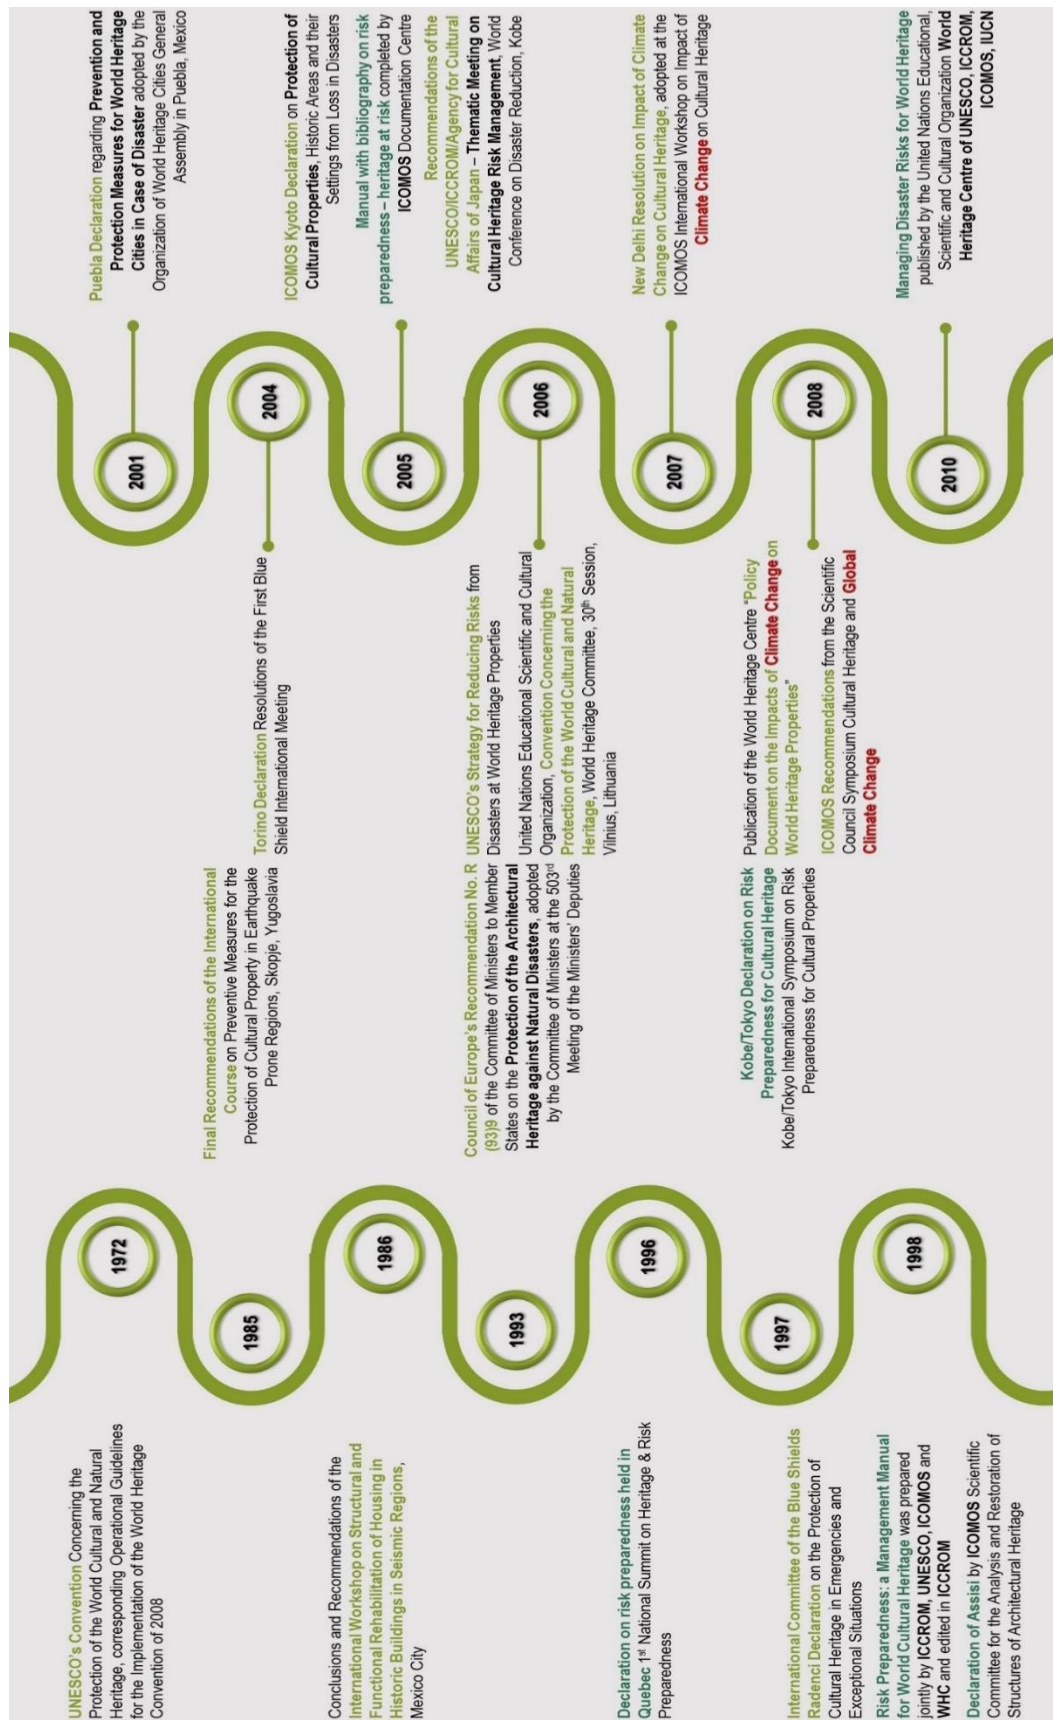 UNESCO's Convention Concerning the
Protection of the World Cultural and Natural
Heritage, corresponding Operational Guidelines
for the Implementation of the World Heritage
Convention of 2008
1972
1985
Final Recommendations of the International
Course on Preventive Measures for the
Protection of Cultural Property in Earthquake
Prone Regions, Skopje, Yugoslavia
Conclusions and Recommendations of the
International Workshop on Structural and
Functional Rehabilitation of Housing in
Historic Buildings in Seismic Regions,
Mexico City
1986
1993
Council of Europe's Recommendation No. R
(93)9 of the Committee of Ministers to Member
States on the Protection of the Architectural
Heritage against Natural Disasters, adopted
by the Committee of Ministers at the 503rd
Meeting of the Ministers' Deputies
Declaration on risk preparedness held in
Quebec 1st National Summit on Heritage & Risk
Preparedness
1996
1997
Kobe/Tokyo Declaration on Risk
Preparedness for Cultural Heritage
Kobe/Tokyo International Symposium on Risk
Preparedness for Cultural Properties
International Committee of the Blue Shields
Radenci Declaration on the Protection of
Cultural Heritage in Emergencies and
Exceptional Situations
Risk Preparedness: a Management Manual
for World Cultural Heritage was prepared
jointly by ICCROM, UNESCO, ICOMOS and
WHC and edited in ICCROM
Declaration of Assisi by ICOMOS Scientific
Committee for the Analysis and Restoration of
Structures of Architectural Heritage
1998
2001
Puebla Declaration regarding Prevention and
Protection Measures for World Heritage
Cities in Case of Disaster adopted by the
Organization of World Heritage Cities General
Assembly in Puebla, Mexico
Torino Declaration Resolutions of the First Blue
Shield International Meeting
2004
2005
ICOMOS Kyoto Declaration on Protection of
Cultural Properties, Historic Areas and their
Settings from Loss in Disasters
Manual with bibliography on risk
preparedness – heritage at risk completed by
ICOMOS Documentation Centre
Recommendations of the
UNESCO/ICCROM/Agency for Cultural
Affairs of Japan – Thematic Meeting on
Cultural Heritage Risk Management, World
Conference on Disaster Reduction, Kobe
UNESCO's Strategy for Reducing Risks from
Disasters at World Heritage Properties
United Nations Educational Scientific and Cultural
Organization, Convention Concerning the
Protection of the World Cultural and Natural
Heritage, World Heritage Committee, 30th Session,
Vilnius, Lithuania
2006
2007
New Delhi Resolution on Impact of Climate
Change on Cultural Heritage, adopted at the
ICOMOS International Workshop on Impact of
Climate Change on Cultural Heritage
Publication of the World Heritage Centre "Policy
Document on the Impacts of Climate Change on
World Heritage Properties"
ICOMOS Recommendations from the Scientific
Council Symposium Cultural Heritage and Global
Climate Change
2008
2010
Managing Disaster Risks for World Heritage
published by the United Nations Educational,
Scientific and Cultural Organization World
Heritage Centre of UNESCO, ICCROM,
ICOMOS, IUCN